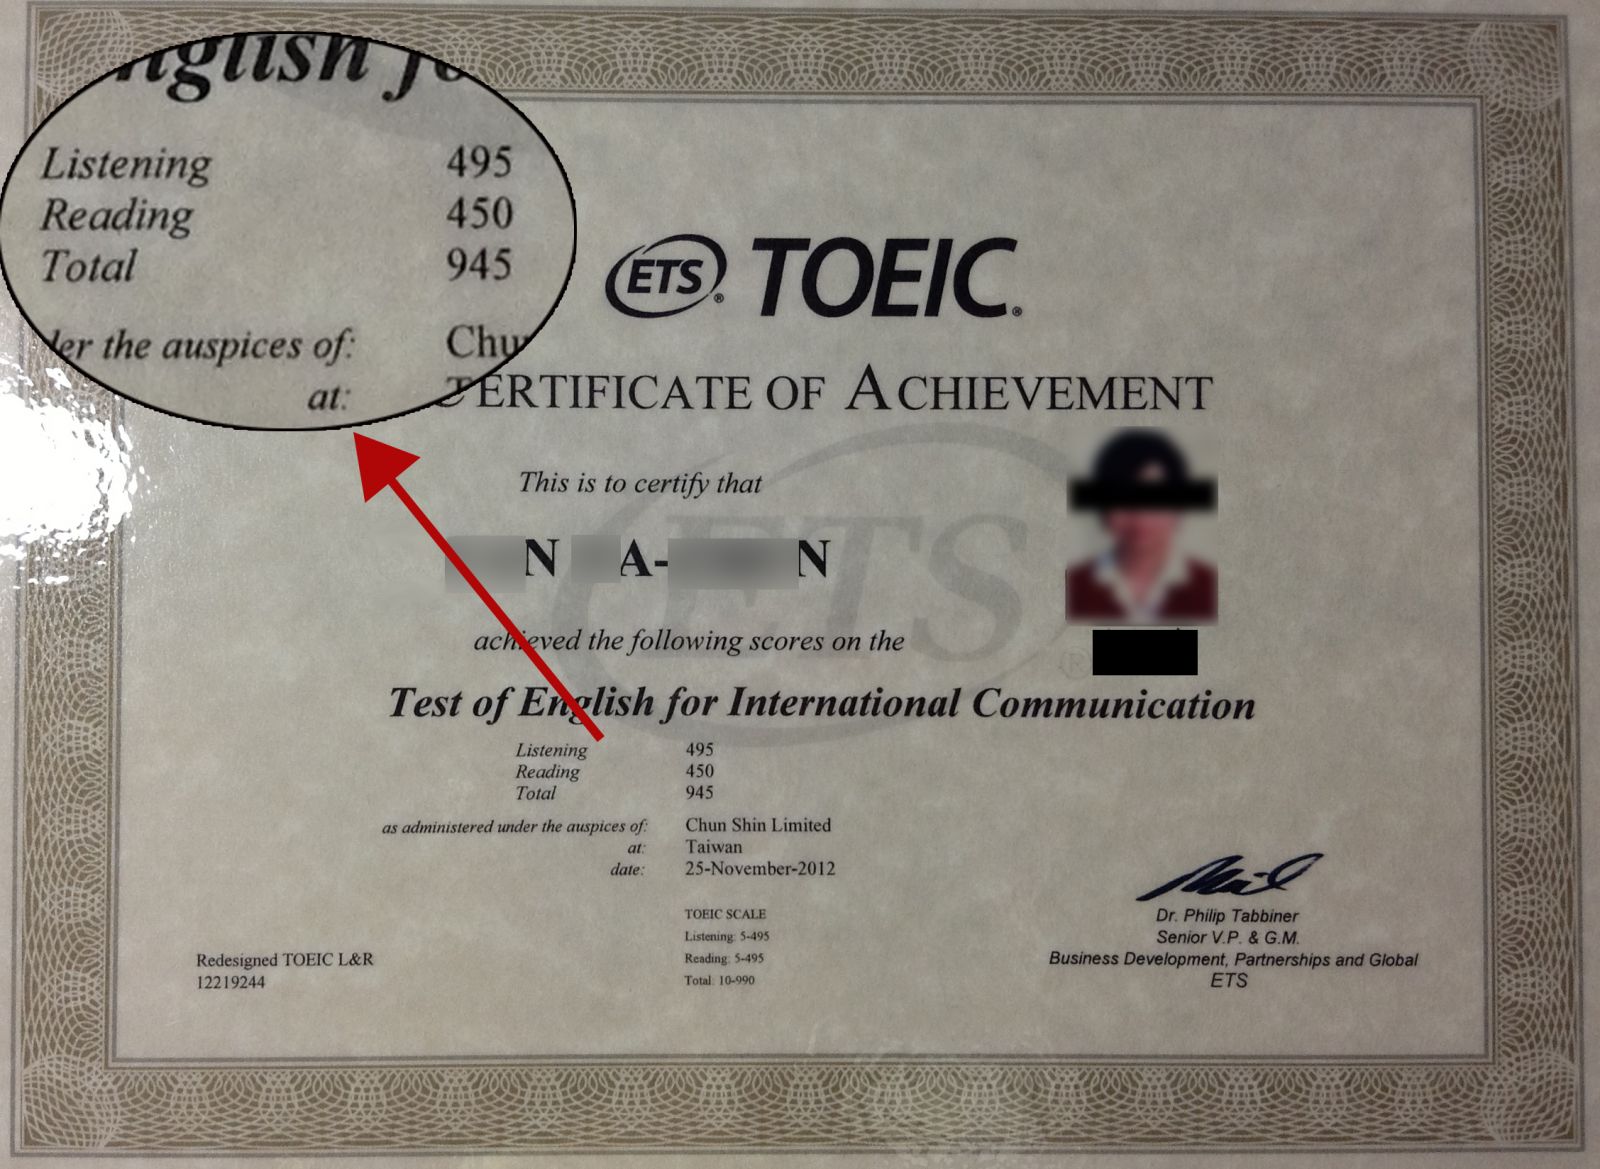 nglish fo
Listening 495
Reading 450
Total 945
der the auspices of: Chu
at:
ETS® TOEIC®
CERTIFICATE OF ACHIEVEMENT
This is to certify that
N A- N
achieved the following scores on the
ETS®
Test of English for International Communication
Listening 495
Reading 450
Total 945
as administered under the auspices of: Chun Shin Limited
at: Taiwan
date: 25-November-2012
TOEIC SCALE
Listening: 5-495
Reading: 5-495
Total: 10-990
Redesigned TOEIC L&R
12219244
Dr. Philip Tabbiner
Senior V.P. & G.M.
Business Development, Partnerships and Global
ETS